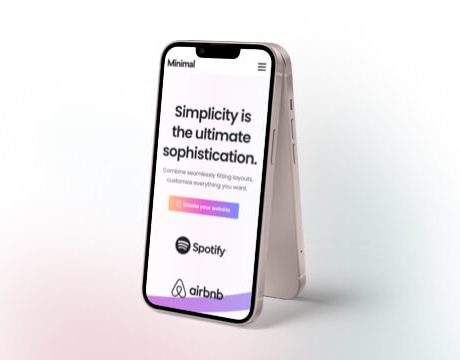 Minimal
Simplicity is
the ultimate
sophistication.
Combine seamlessly fitting layouts,
customize everything you want.
Create your website
Spotify
airbnb